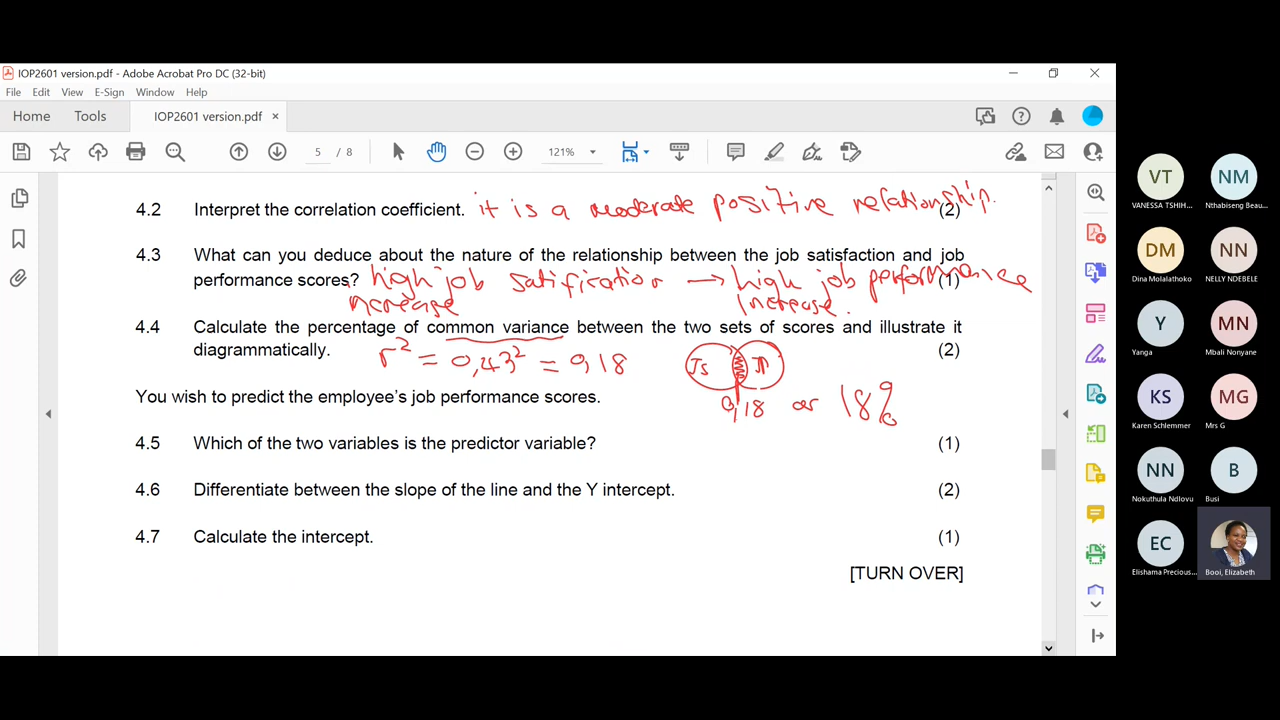 IOP2601 version.pdf - Adobe Acrobat Pro DC (32-bit)
File Edit View E-Sign Window Help
Home Tools IOP2601 version.pdf ×
5 / 8 121%
4.2 Interpret the correlation coefficient. it is a moderate positive relationship. (2)
4.3 What can you deduce about the nature of the relationship between the job satisfaction and job
performance scores? high job satification → high job performance (1)
increase increase.
4.4 Calculate the percentage of common variance between the two sets of scores and illustrate it
diagrammatically. r² = 0,43² = 0,18 Js JP (2)
0,18 or 18%
You wish to predict the employee's job performance scores.
4.5 Which of the two variables is the predictor variable? (1)
4.6 Differentiate between the slope of the line and the Y intercept. (2)
4.7 Calculate the intercept. (1)
[TURN OVER]
VT NM
VANESSA TSHIH... Nthabiseng Beau...
DM NN
Dina Molalathoko NELLY NDEBELE
Y MN
Yanga Mbali Nonyane
KS MG
Karen Schlemmer Mrs G
NN B
Nokuthula Ndlovu Busi
EC
Elishama Precious... Booi, Elizabeth